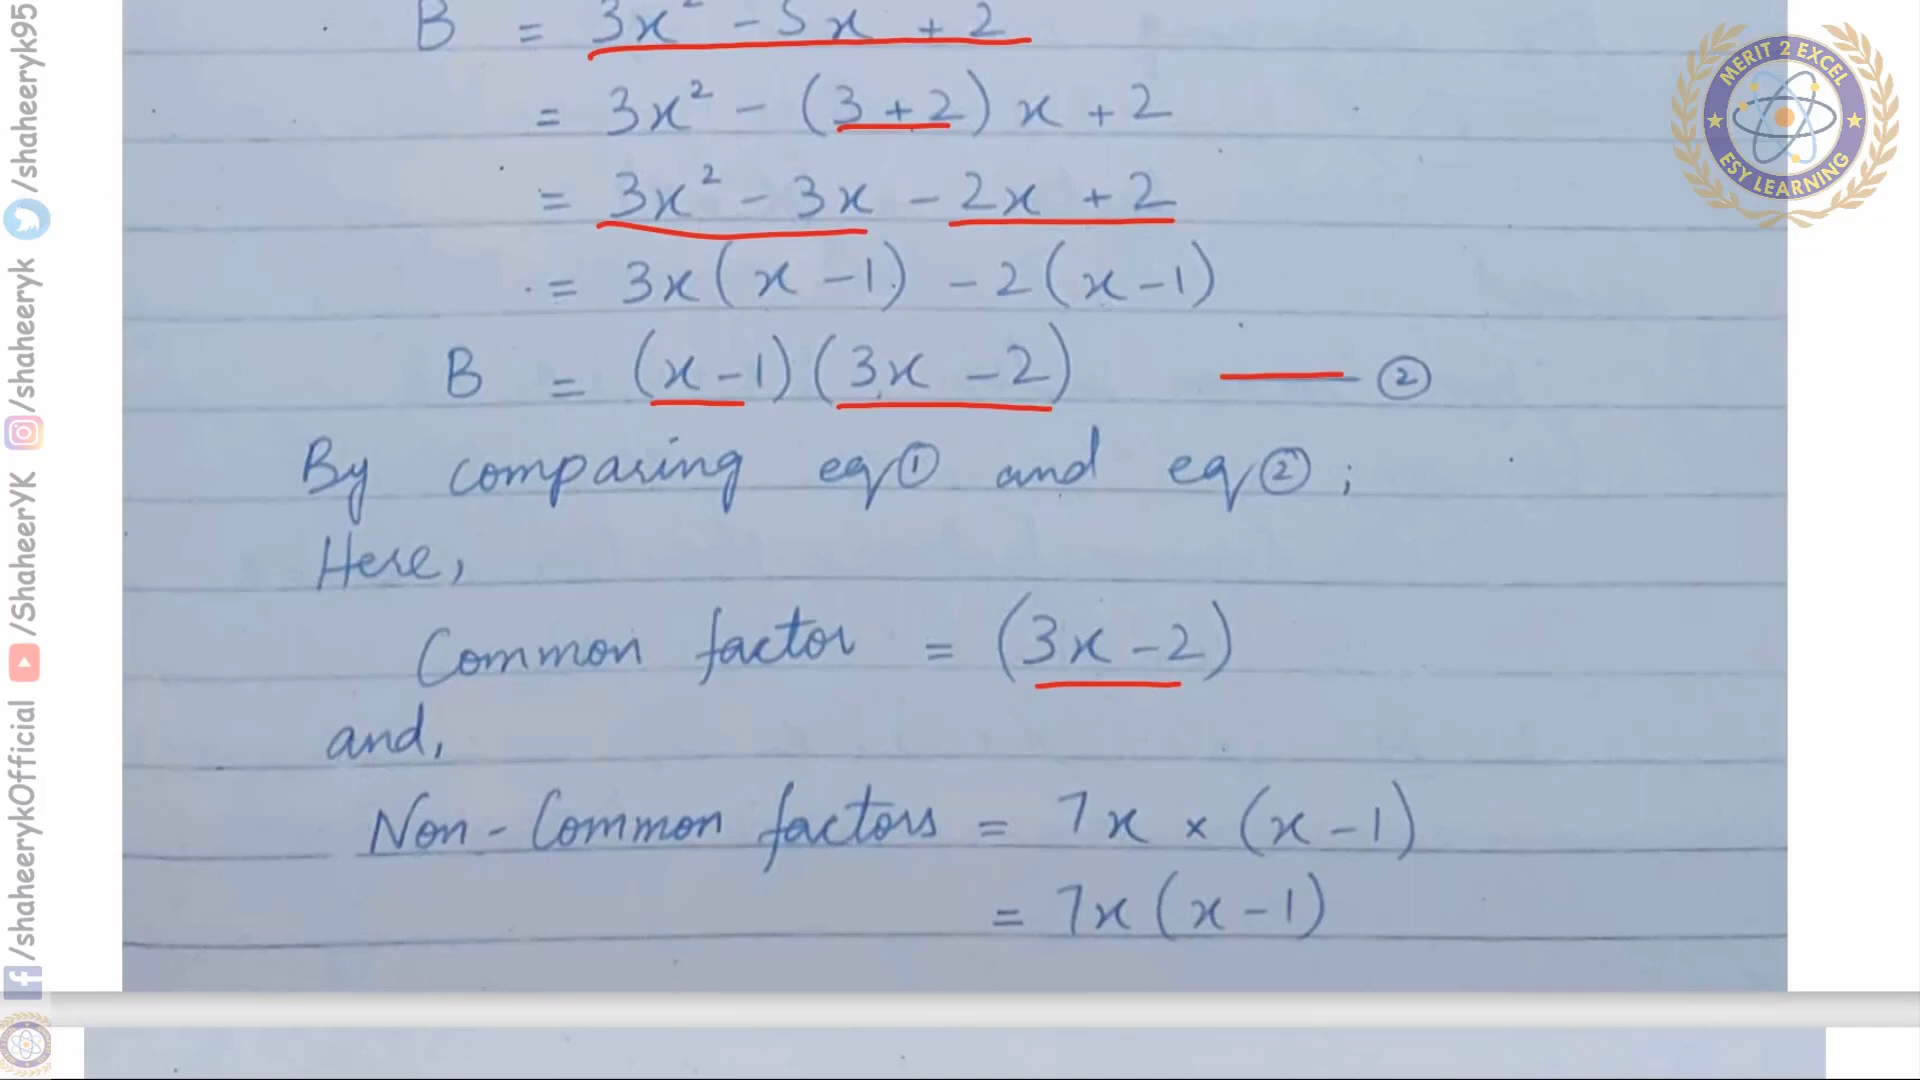 B = 3x² - 5x + 2
= 3x² - (3+2) x + 2
= 3x² - 3x - 2x + 2
= 3x(x-1) - 2(x-1)
B = (x-1)(3x-2) — ②
By comparing eq① and eq②;
Here,
Common factor = (3x-2)
and,
Non-Common factors = 7x × (x-1)
= 7x(x-1)
MERIT 2 EXCEL
ESY LEARNING
/shaheerykOfficial
/ShaheerYK
/shaheeryk
/shaheeryk95